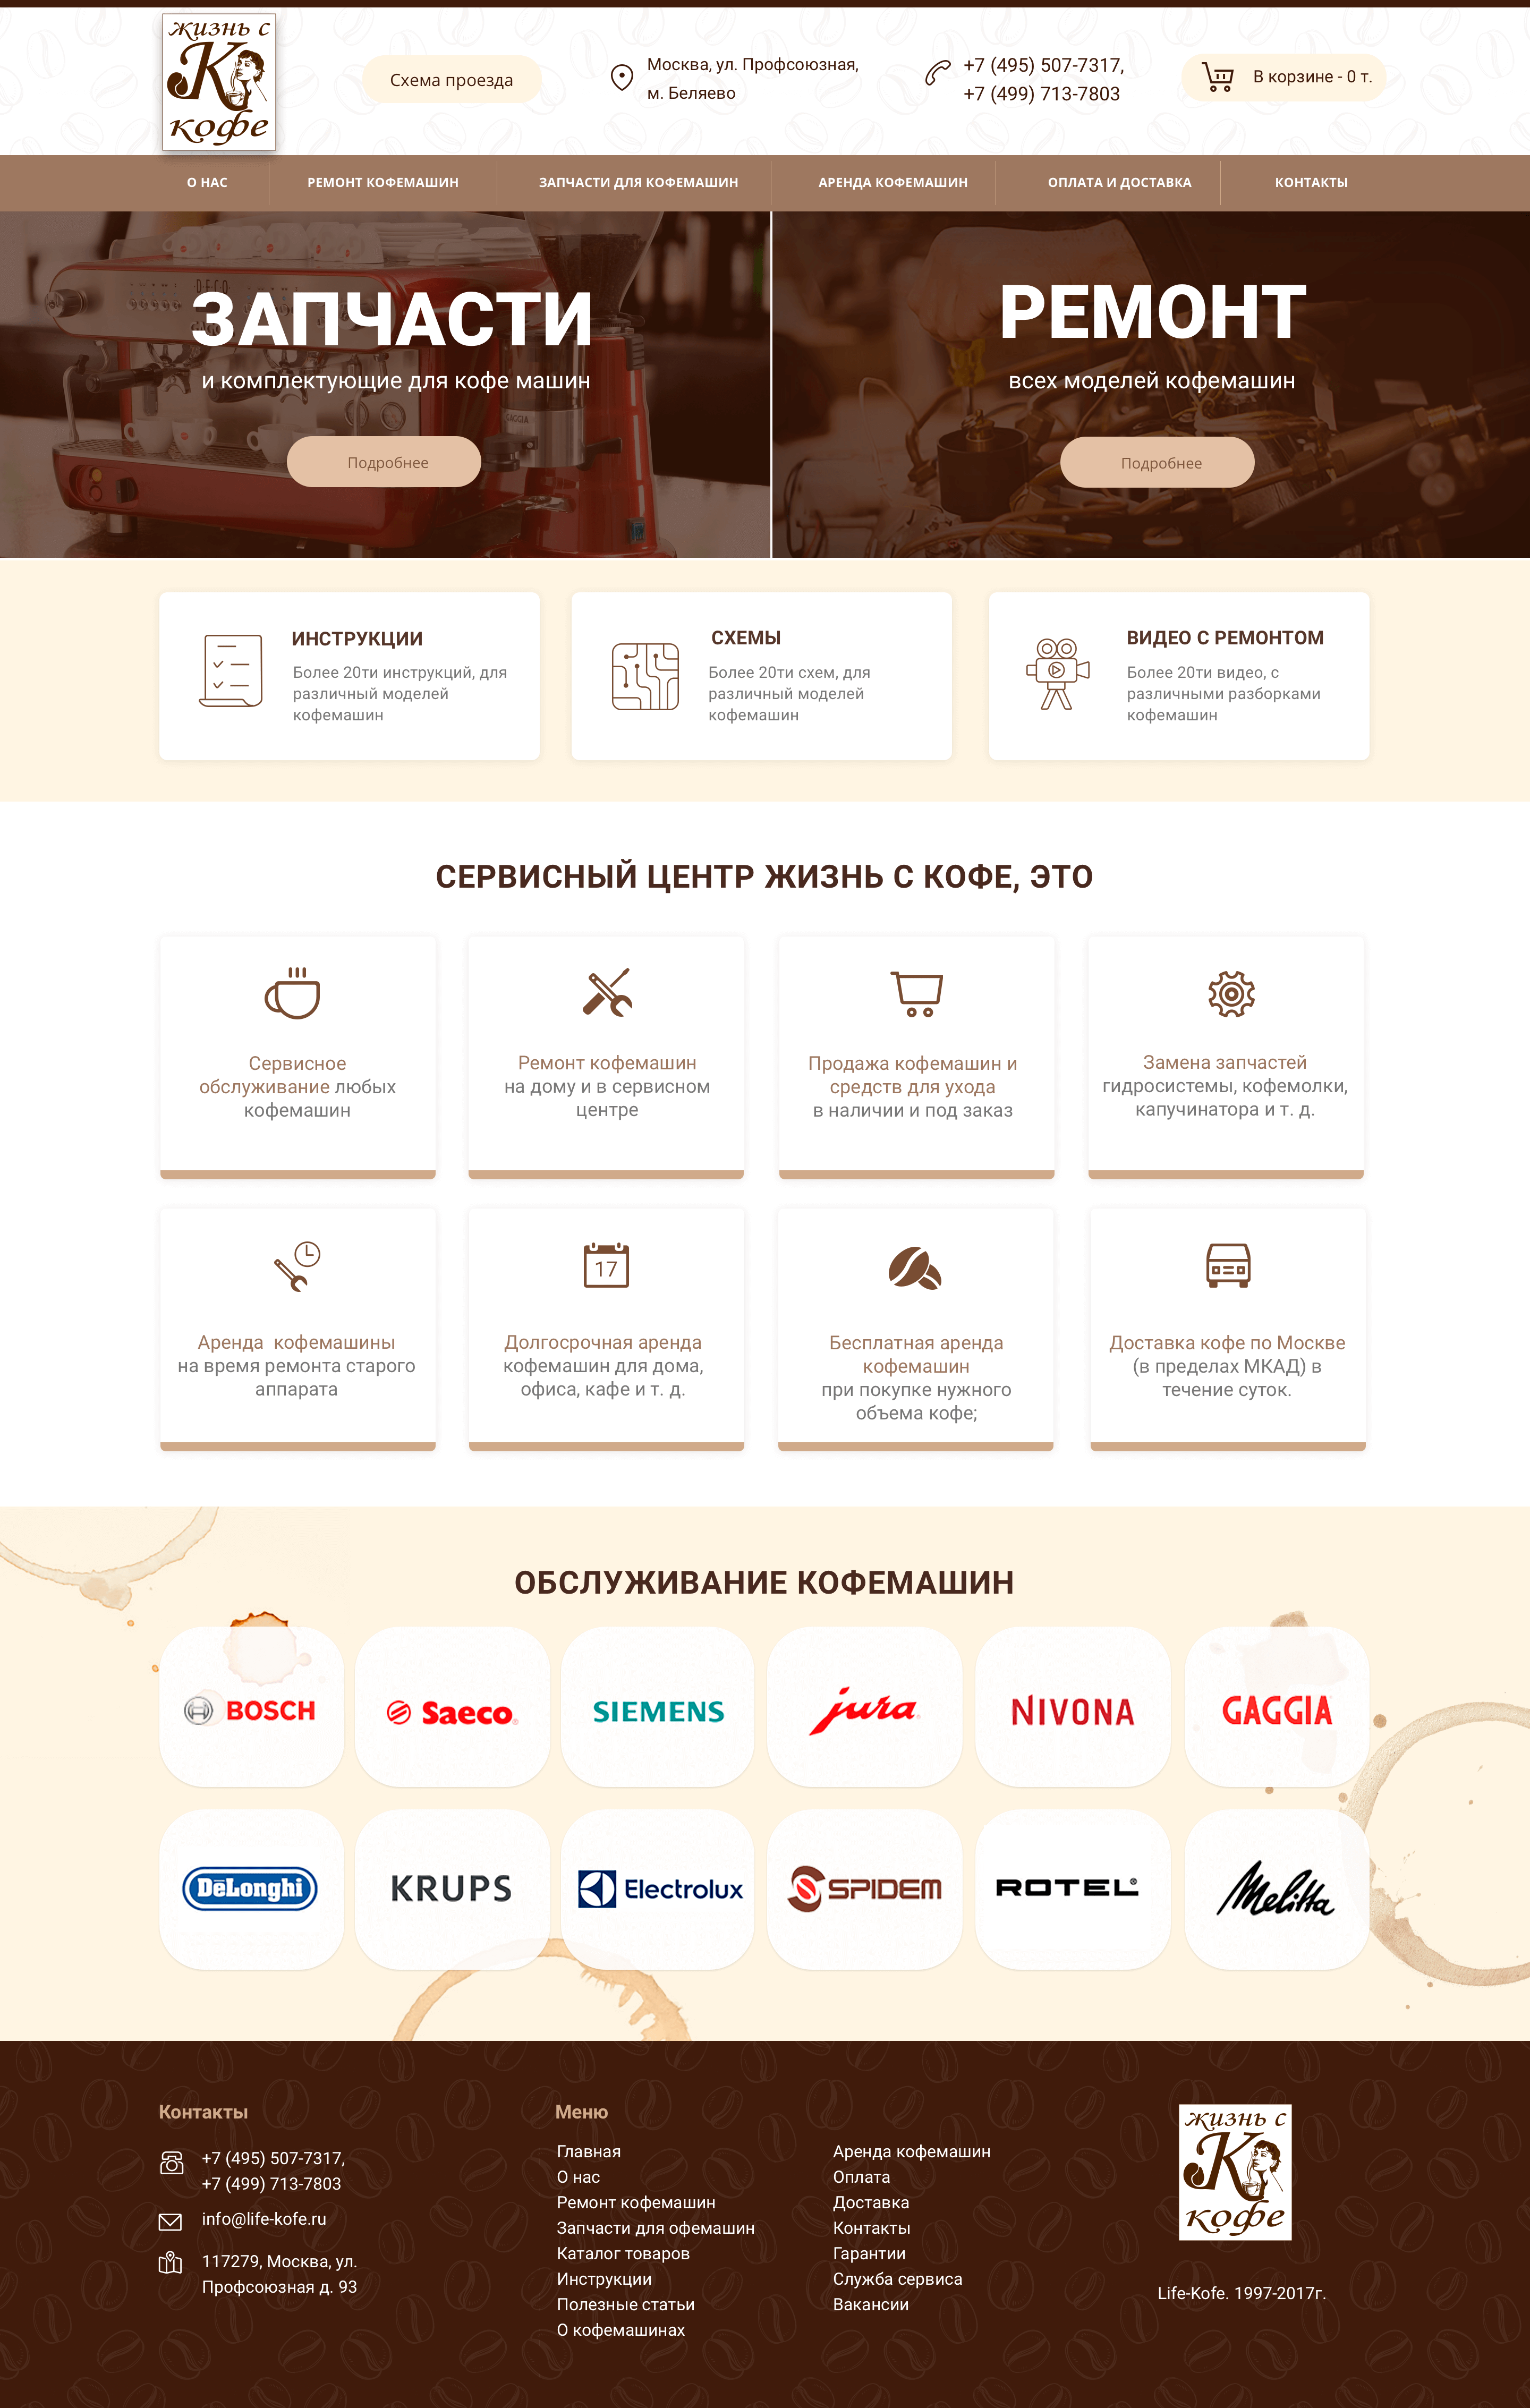 жизнь с
К
кофе
Схема проезда
Москва, ул. Профсоюзная,
м. Беляево
+7 (495) 507-7317,
+7 (499) 713-7803
В корзине - 0 т.
О НАС
РЕМОНТ КОФЕМАШИН
ЗАПЧАСТИ ДЛЯ КОФЕМАШИН
АРЕНДА КОФЕМАШИН
ОПЛАТА И ДОСТАВКА
КОНТАКТЫ
DECO
GAGGIA
ЗАПЧАСТИ
и комплектующие для кофе машин
Подробнее
РЕМОНТ
всех моделей кофемашин
Подробнее
ИНСТРУКЦИИ
Более 20ти инструкций, для
различный моделей
кофемашин
СХЕМЫ
Более 20ти схем, для
различный моделей
кофемашин
ВИДЕО С РЕМОНТОМ
Более 20ти видео, с
различными разборками
кофемашин
СЕРВИСНЫЙ ЦЕНТР ЖИЗНЬ С КОФЕ, ЭТО
Сервисное
обслуживание любых
кофемашин
Ремонт кофемашин
на дому и в сервисном
центре
Продажа кофемашин и
средств для ухода
в наличии и под заказ
Замена запчастей
гидросистемы, кофемолки,
капучинатора и т. д.
Аренда  кофемашины
на время ремонта старого
аппарата
17
Долгосрочная аренда
кофемашин для дома,
офиса, кафе и т. д.
Бесплатная аренда
кофемашин
при покупке нужного
объема кофе;
Доставка кофе по Москве
(в пределах МКАД) в
течение суток.
ОБСЛУЖИВАНИЕ КОФЕМАШИН
BOSCH
Saeco®
SIEMENS
jura
NIVONA
GAGGIA
DeLonghi
KRUPS
Electrolux
SPIDEM
ROTEL®
Melitta
Контакты
+7 (495) 507-7317,
+7 (499) 713-7803
info@life-kofe.ru
117279, Москва, ул.
Профсоюзная д. 93
Меню
Главная
О нас
Ремонт кофемашин
Запчасти для офемашин
Каталог товаров
Инструкции
Полезные статьи
О кофемашинах
Аренда кофемашин
Оплата
Доставка
Контакты
Гарантии
Служба сервиса
Вакансии
жизнь с
К
кофе
Life-Kofe. 1997-2017г.